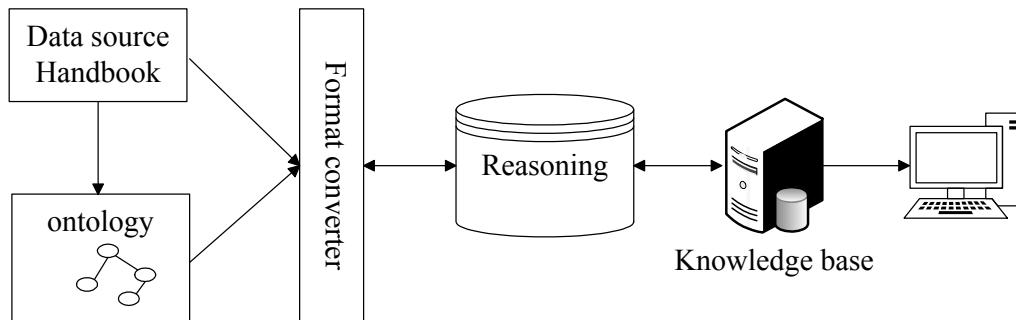 Data source
Handbook
ontology
Format converter
Reasoning
Knowledge base